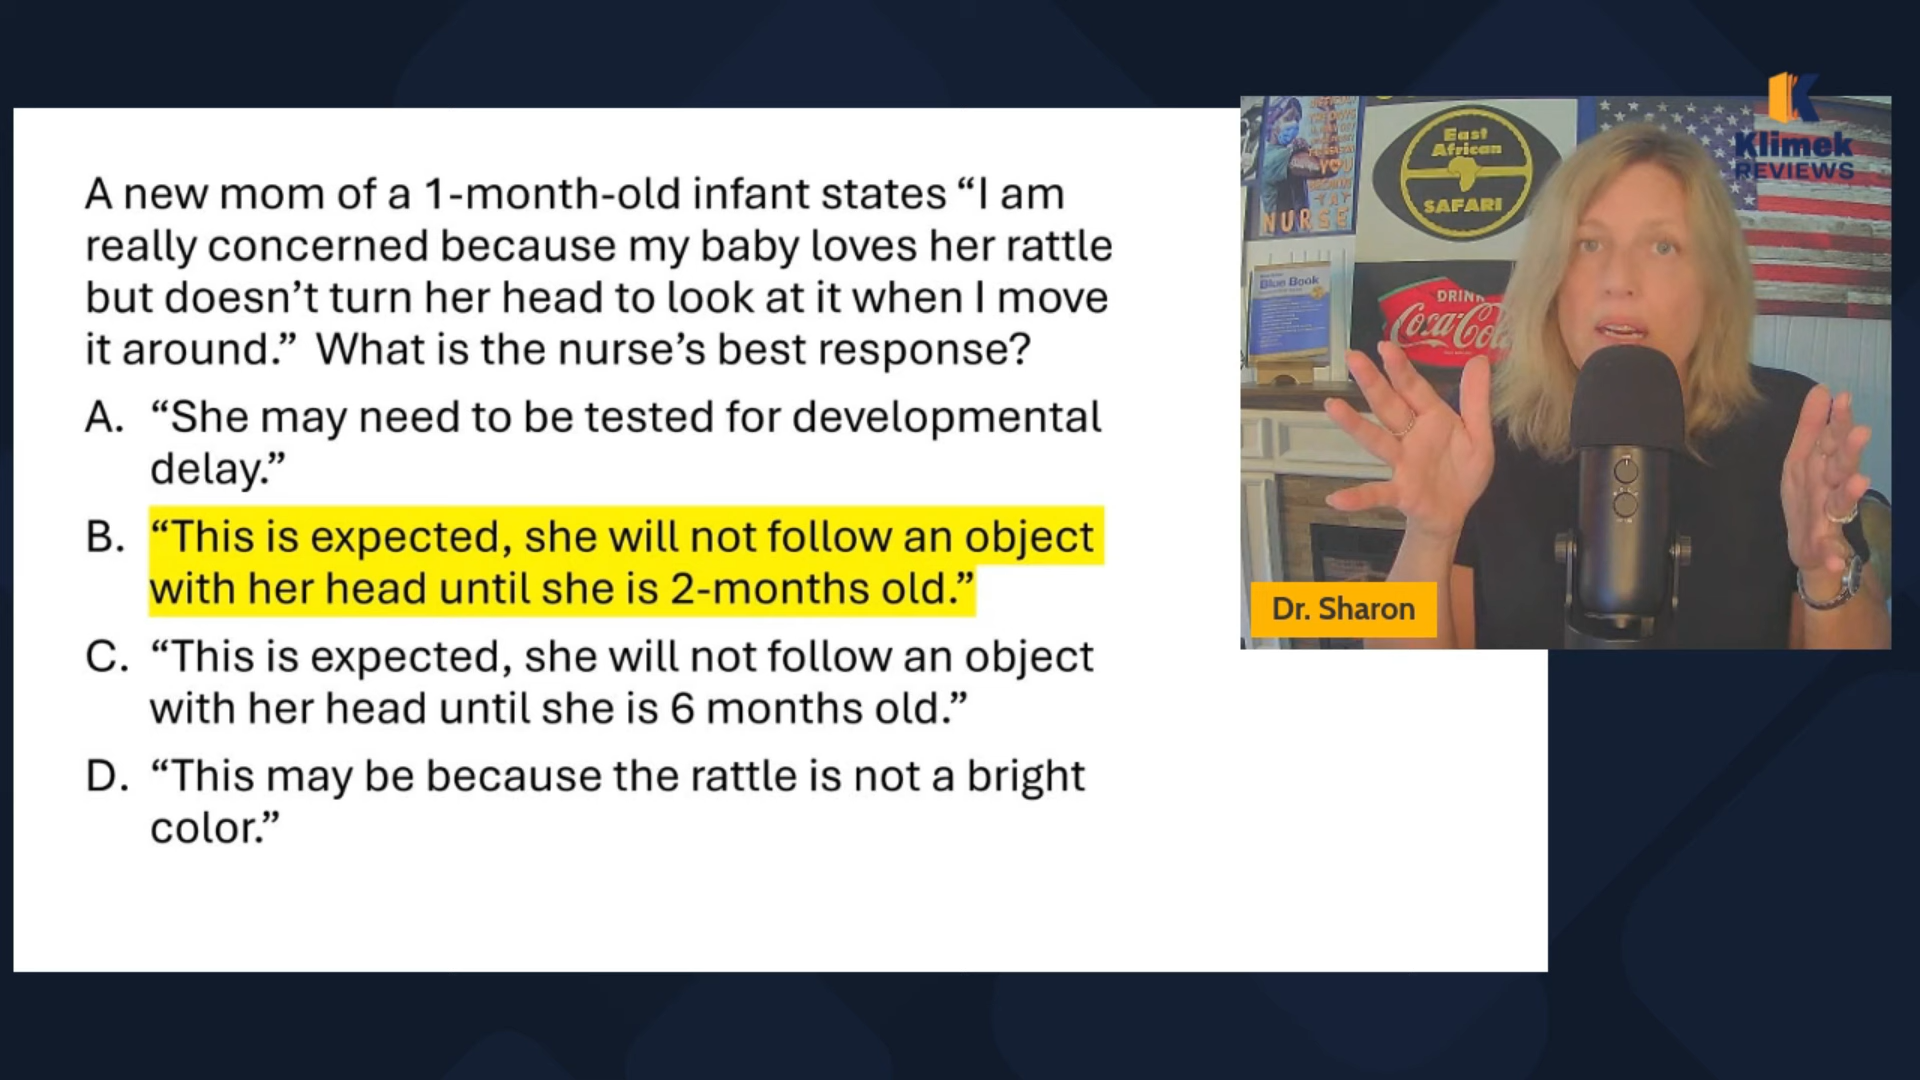 A new mom of a 1-month-old infant states “I am
really concerned because my baby loves her rattle
but doesn’t turn her head to look at it when I move
it around.” What is the nurse’s best response?
A. “She may need to be tested for developmental
delay.”
B. “This is expected, she will not follow an object
with her head until she is 2-months old.”
C. “This is expected, she will not follow an object
with her head until she is 6 months old.”
D. “This may be because the rattle is not a bright
color.”
Klimek
REVIEWS
East
African
SAFARI
NURSE
Blue Book
DRINK
Coca-Cola
Dr. Sharon